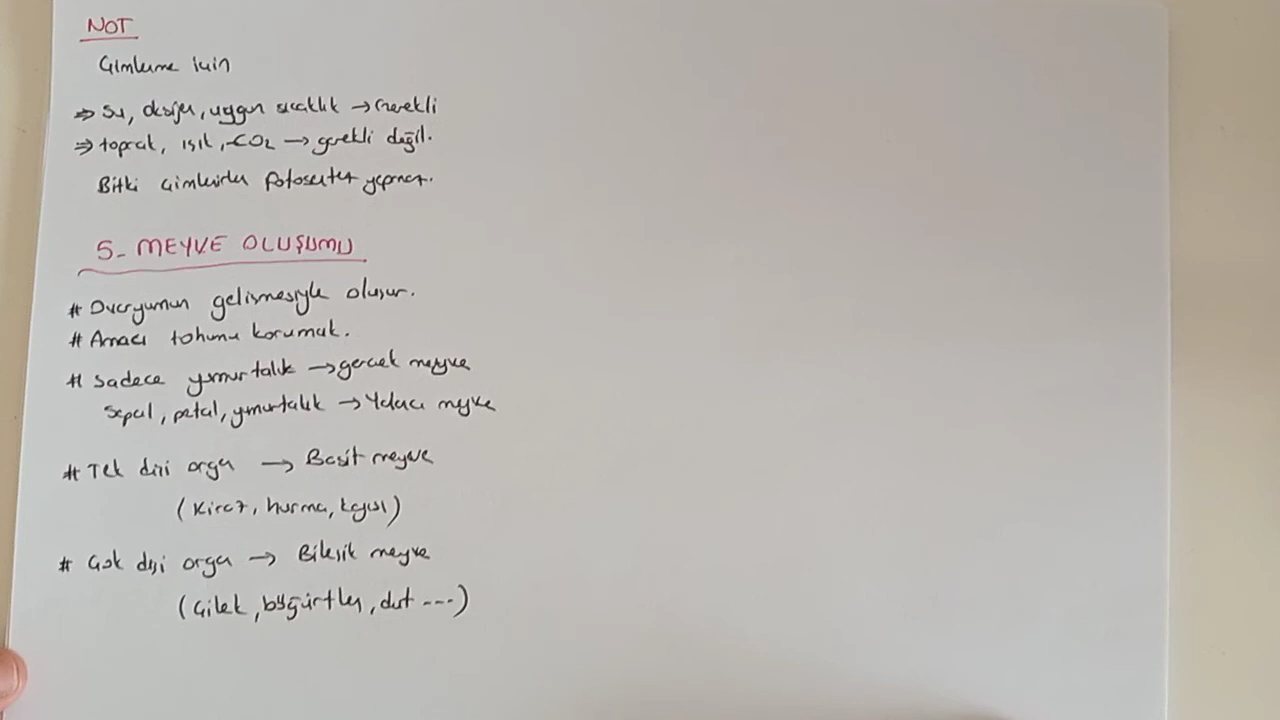 NOT
Çimlenme için
⇒ Su, oksijen, uygun sıcaklık → Gerekli
⇒ toprak, ışık, CO₂ → gerekli değil.
Bitki çimlenirken fotosentez yapmaz.
5- MEYVE OLUŞUMU
# Ovaryumun gelişmesiyle oluşur.
# Amacı tohumu korumak.
# Sadece yumurtalık → gerçek meyve
Sepal, petal, yumurtalık → Yalancı meyve
# Tek dişi organ → Basit meyve
(Kiraz, hurma, kayısı)
# Çok dişi organ → Bileşik meyve
(Çilek, böğürtlen, dut ---)